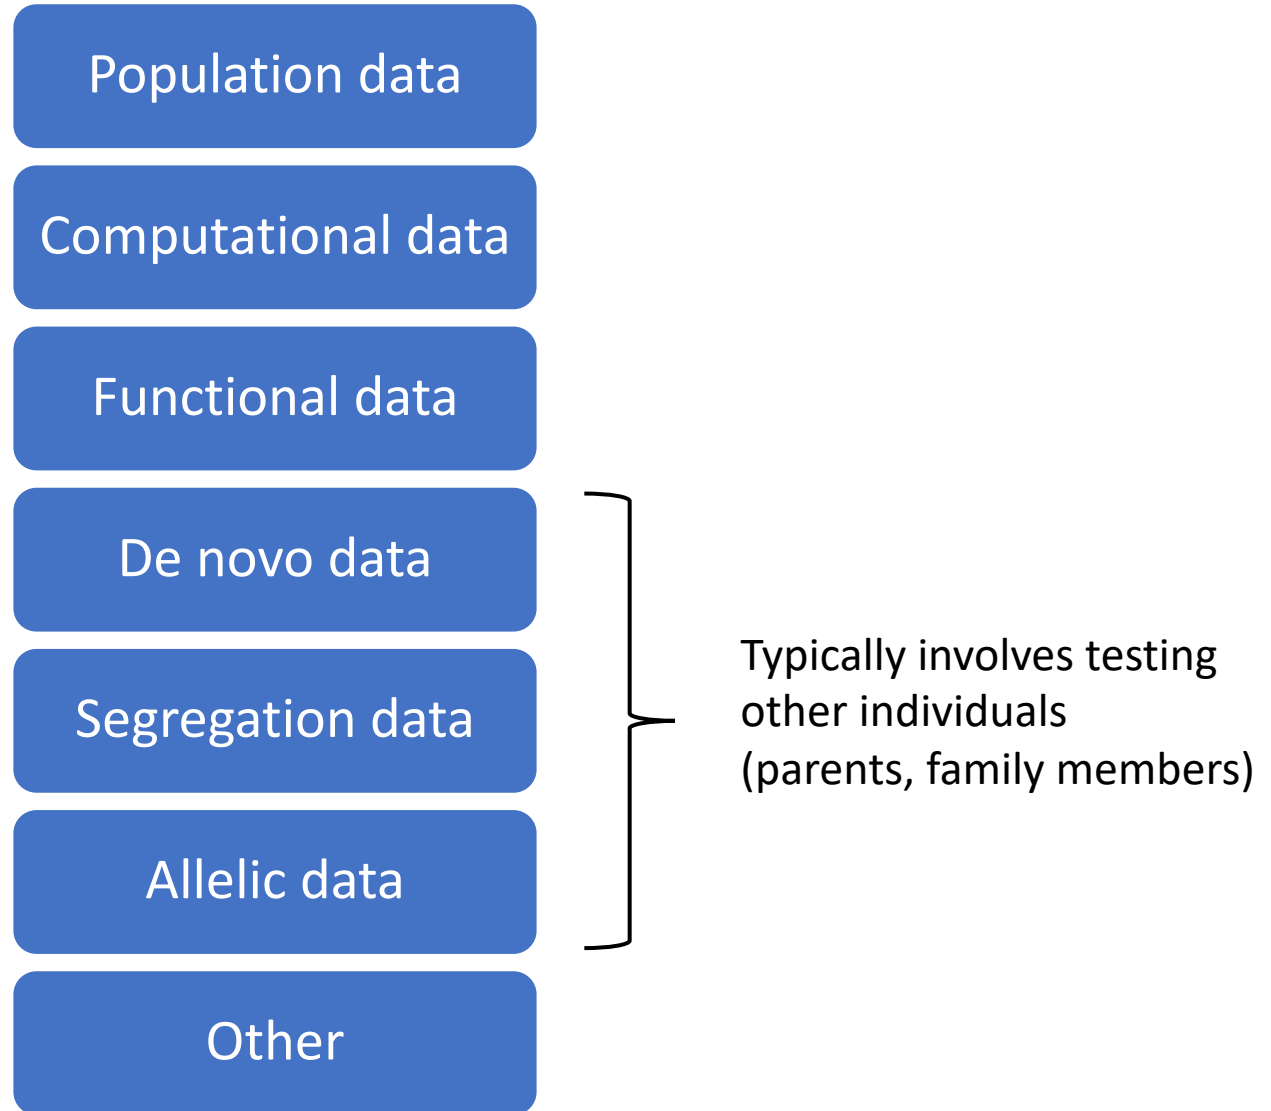 Population data
Computational data
Functional data
De novo data
Segregation data
Allelic data
Other
Typically involves testing
other individuals
(parents, family members)